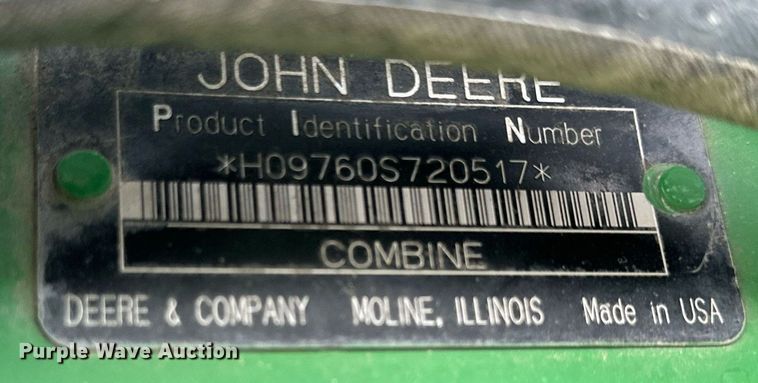 JOHN DEERE
Product Identification Number
*H09760S720517*
COMBINE
DEERE & COMPANY MOLINE, ILLINOIS Made in USA
Purple Wave Auction